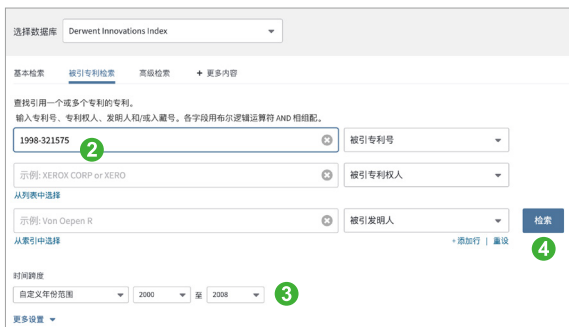 选择数据库 Derwent Innovations Index
基本检索 被引专利检索 高级检索 + 更多内容
查找引用一个或多个专利的专利。
输入专利号、专利权人、发明人和/或入藏号。各字段用布尔逻辑运算符 AND 相组配。
1998-321575 被引专利号
2
示例: XEROX CORP or XERO 被引专利权人
从列表中选择
示例: Von Oepen R 被引发明人 检索
从索引中选择 +添加行 | 重设
4
时间跨度
自定义年份范围 2000 至 2008 3
更多设置